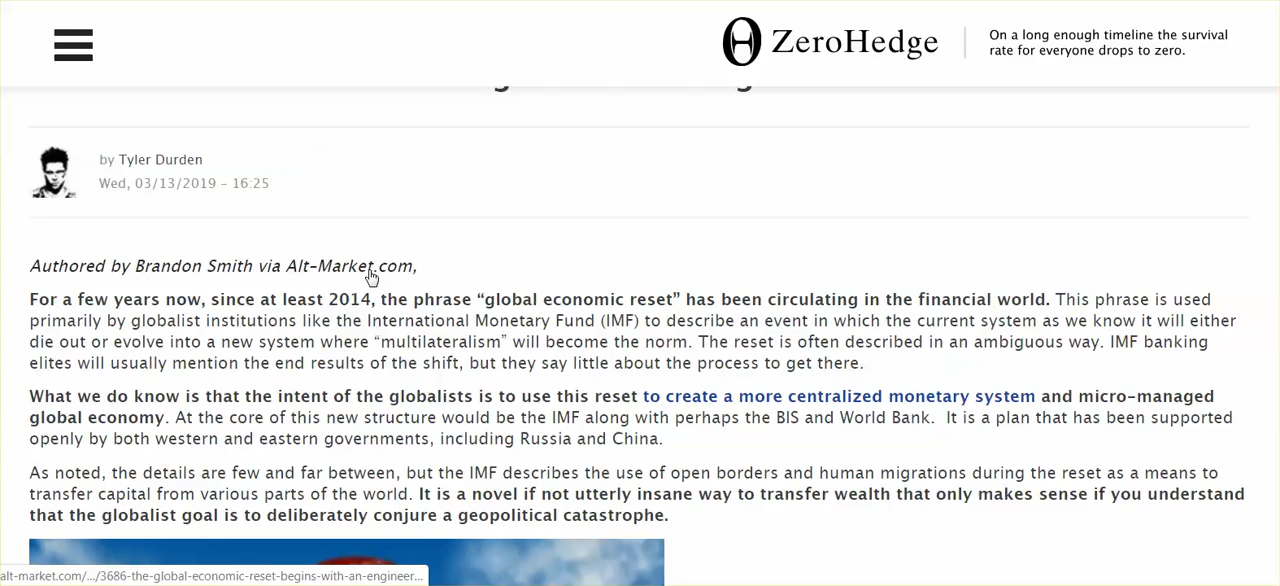 ZeroHedge
On a long enough timeline the survival
rate for everyone drops to zero.
by Tyler Durden
Wed, 03/13/2019 – 16:25
Authored by Brandon Smith via Alt-Market.com,
For a few years now, since at least 2014, the phrase “global economic reset” has been circulating in the financial world. This phrase is used
primarily by globalist institutions like the International Monetary Fund (IMF) to describe an event in which the current system as we know it will either
die out or evolve into a new system where “multilateralism” will become the norm. The reset is often described in an ambiguous way. IMF banking
elites will usually mention the end results of the shift, but they say little about the process to get there.
What we do know is that the intent of the globalists is to use this reset to create a more centralized monetary system and micro-managed
global economy. At the core of this new structure would be the IMF along with perhaps the BIS and World Bank.  It is a plan that has been supported
openly by both western and eastern governments, including Russia and China.
As noted, the details are few and far between, but the IMF describes the use of open borders and human migrations during the reset as a means to
transfer capital from various parts of the world. It is a novel if not utterly insane way to transfer wealth that only makes sense if you understand
that the globalist goal is to deliberately conjure a geopolitical catastrophe.
alt-market.com/.../3686-the-global-economic-reset-begins-with-an-engineer...